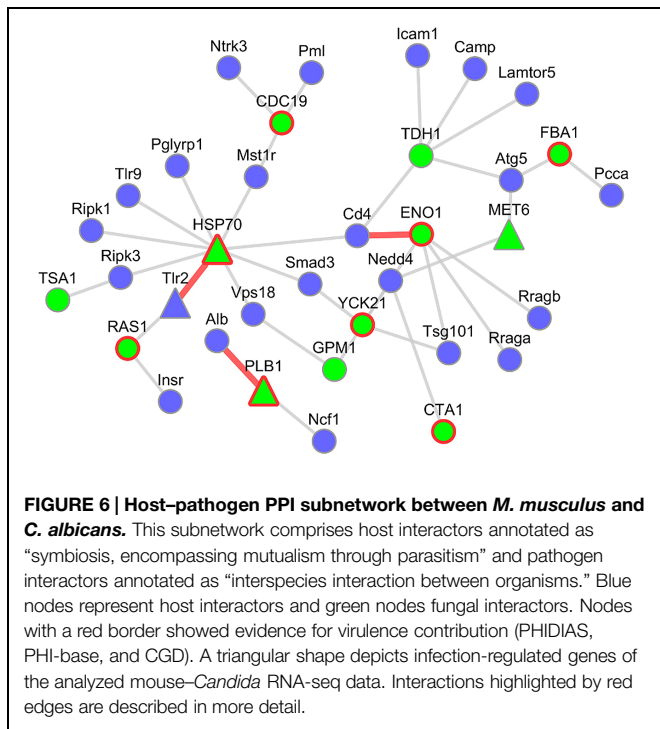 Icam1
Ntrk3
Pml
Camp
Lamtor5
CDC19
TDH1
FBA1
Pglyrp1
Mst1r
Atg5
Tlr9
Pcca
HSP70
Ripk1
Cd4
ENO1
MET6
Ripk3
Smad3
Nedd4
TSA1
Tlr2
Vps18
YCK21
Rragb
RAS1
Alb
GPM1
Tsg101
Rraga
PLB1
Insr
Ncf1
CTA1
FIGURE 6 | Host–pathogen PPI subnetwork between M. musculus and
C. albicans. This subnetwork comprises host interactors annotated as
“symbiosis, encompassing mutualism through parasitism” and pathogen
interactors annotated as “interspecies interaction between organisms.” Blue
nodes represent host interactors and green nodes fungal interactors. Nodes
with a red border showed evidence for virulence contribution (PHIDIAS,
PHI-base, and CGD). A triangular shape depicts infection-regulated genes of
the analyzed mouse–Candida RNA-seq data. Interactions highlighted by red
edges are described in more detail.